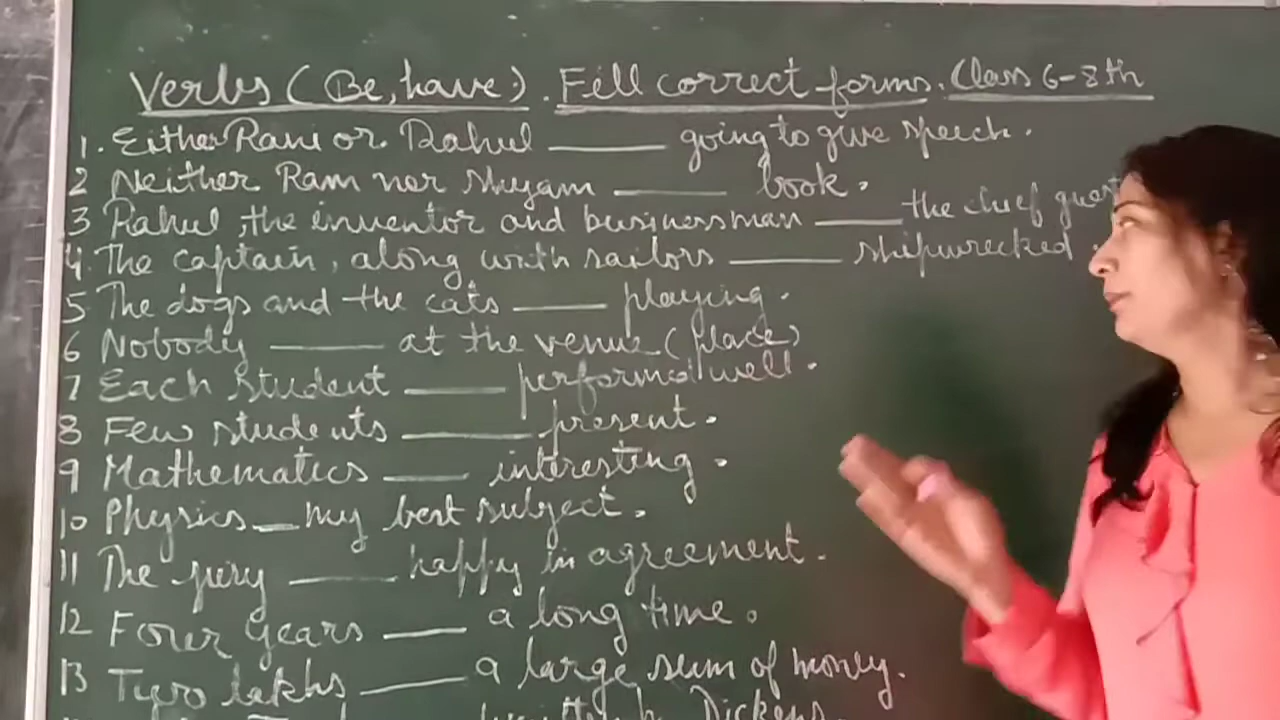 Verbs (Be, have). Fill correct forms. Class 6-8th
1. Either Rani or Rahul ______ going to give speech.
2 Neither Ram nor Shyam ______ book.
3 Rahul, the inventor and businessman ______ the chief guest
4. The captain, along with sailors ______ shipwrecked.
5 The dogs and the cats ______ playing.
6 Nobody ______ at the venue (place)
7 Each student ______ performed well.
8 Few students ______ present.
9 Mathematics ______ interesting.
10 Physics ___ my best subject.
11 The jury ______ happy in agreement.
12 Four years ______ a long time.
13 Two lakhs ______ a large sum of money.
written Dickens.